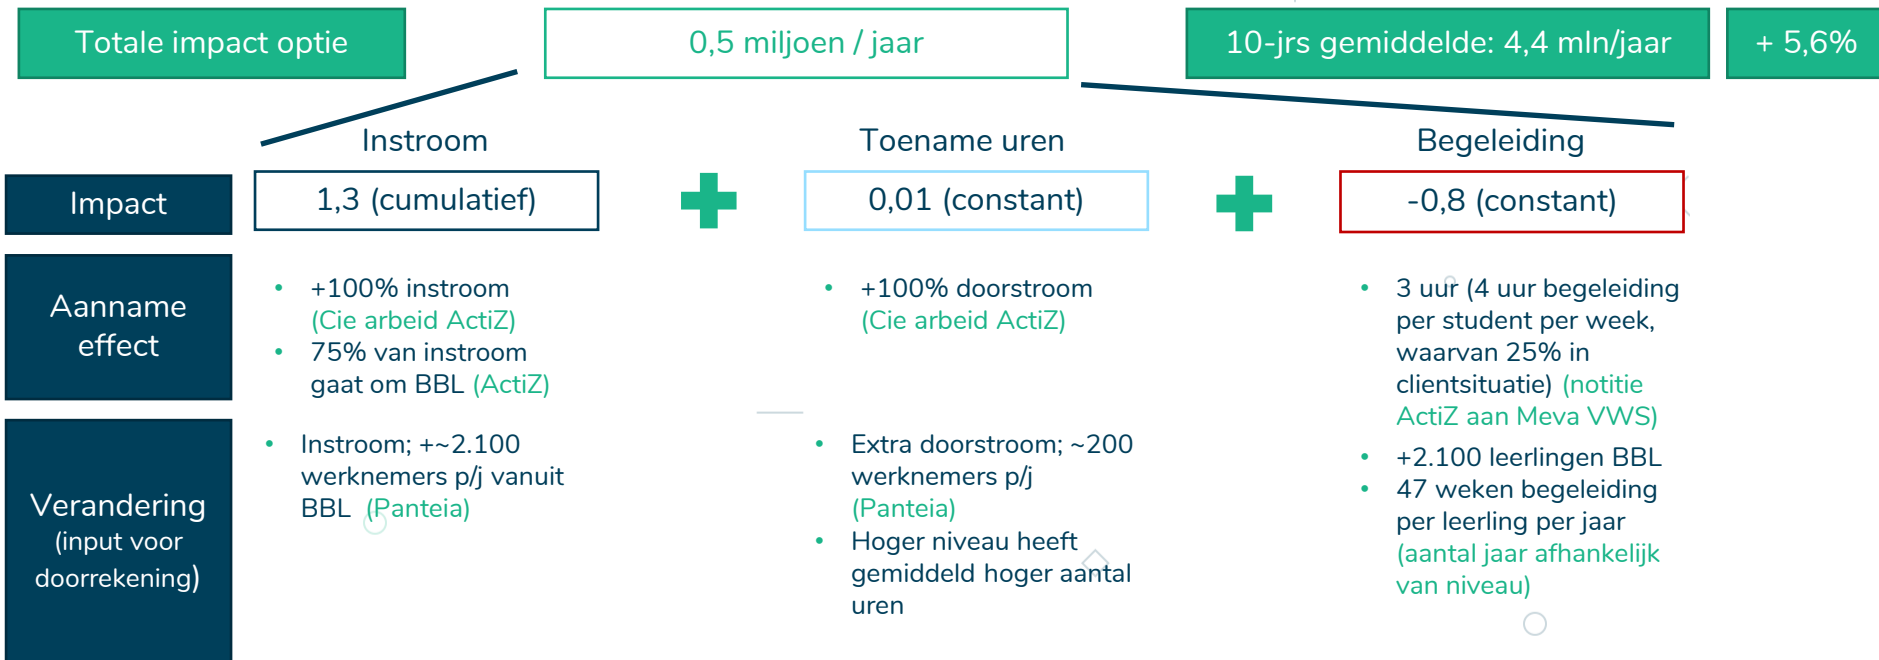 Totale impact optie
0,5 miljoen / jaar
10-jrs gemiddelde: 4,4 mln/jaar
+ 5,6%
Instroom
Toename uren
Begeleiding
Impact
1,3 (cumulatief)
0,01 (constant)
-0,8 (constant)
Aanname
effect
• +100% instroom
(Cie arbeid ActiZ)
• 75% van instroom
gaat om BBL (ActiZ)
• +100% doorstroom
(Cie arbeid ActiZ)
• 3 uur (4 uur begeleiding
per student per week,
waarvan 25% in
clientsituatie) (notitie
ActiZ aan Meva VWS)
Verandering
(input voor
doorrekening)
• Instroom; +~2.100
werknemers p/j vanuit
BBL (Panteia)
• Extra doorstroom; ~200
werknemers p/j
(Panteia)
• Hoger niveau heeft
gemiddeld hoger aantal
uren
• +2.100 leerlingen BBL
• 47 weken begeleiding
per leerling per jaar
(aantal jaar afhankelijk
van niveau)